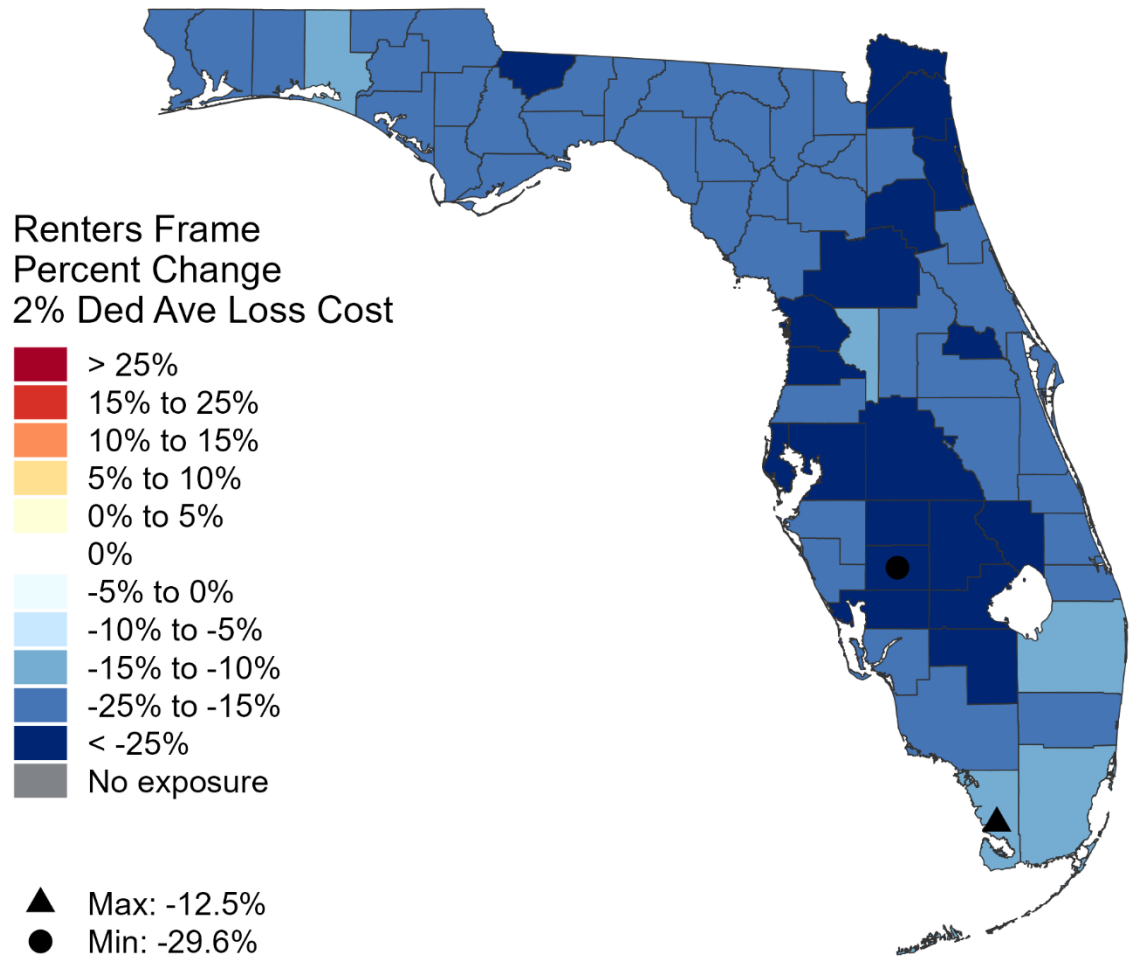 Renters Frame
Percent Change
2% Ded Ave Loss Cost
> 25%
15% to 25%
10% to 15%
5% to 10%
0% to 5%
0%
-5% to 0%
-10% to -5%
-15% to -10%
-25% to -15%
< -25%
No exposure
Max: -12.5%
Min: -29.6%